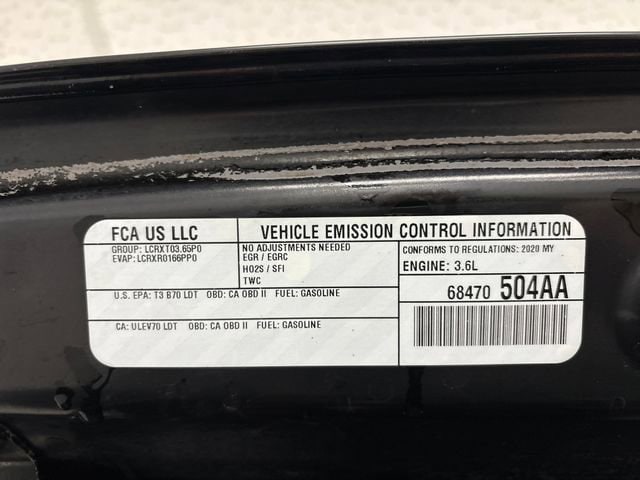 FCA US LLC
VEHICLE EMISSION CONTROL INFORMATION
GROUP: LCRXT03.65P0
EVAP: LCRXR0166PP0
NO ADJUSTMENTS NEEDED
EGR / EGRC
HO2S / SFI
TWC
CONFORMS TO REGULATIONS: 2020 MY
ENGINE: 3.6L
U.S. EPA: T3 B70 LDT OBD: CA OBD II FUEL: GASOLINE
68470 504AA
CA: ULEV70 LDT OBD: CA OBD II FUEL: GASOLINE